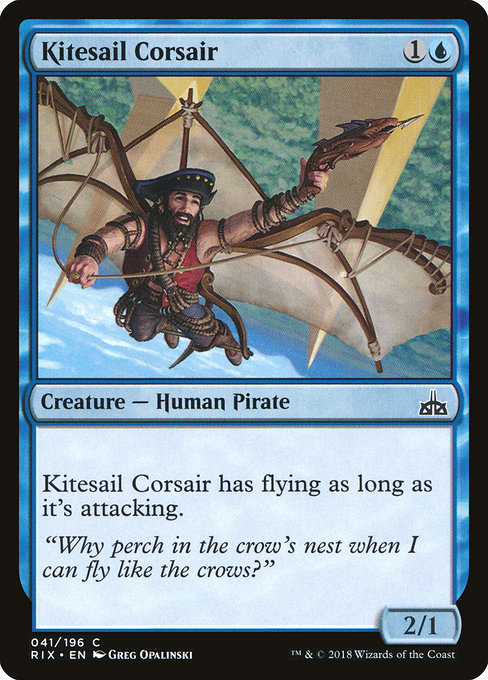 Kitesail Corsair 1
Creature — Human Pirate
Kitesail Corsair has flying as long as
it's attacking.
“Why perch in the crow's nest when I
can fly like the crows?”
2/1
041/196 C
RIX • EN Greg Opalinski
™ & © 2018 Wizards of the Coast